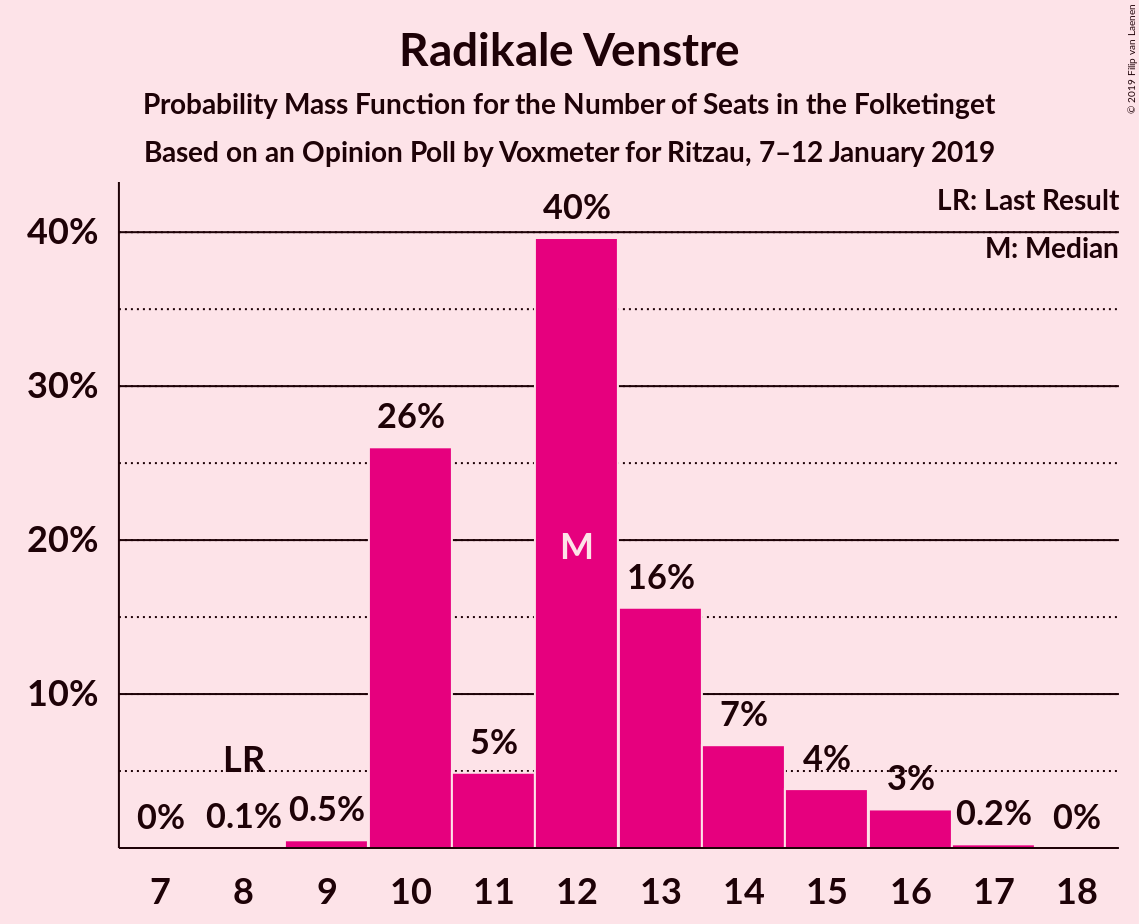 Radikale Venstre
Probability Mass Function for the Number of Seats in the Folketinget
Based on an Opinion Poll by Voxmeter for Ritzau, 7–12 January 2019
© 2019 Filip van Laenen
LR: Last Result
M: Median
40%
30%
20%
10%
0%
LR
0.1%
0.5%
26%
5%
40%
M
16%
7%
4%
3%
0.2%
0%
7 8 9 10 11 12 13 14 15 16 17 18